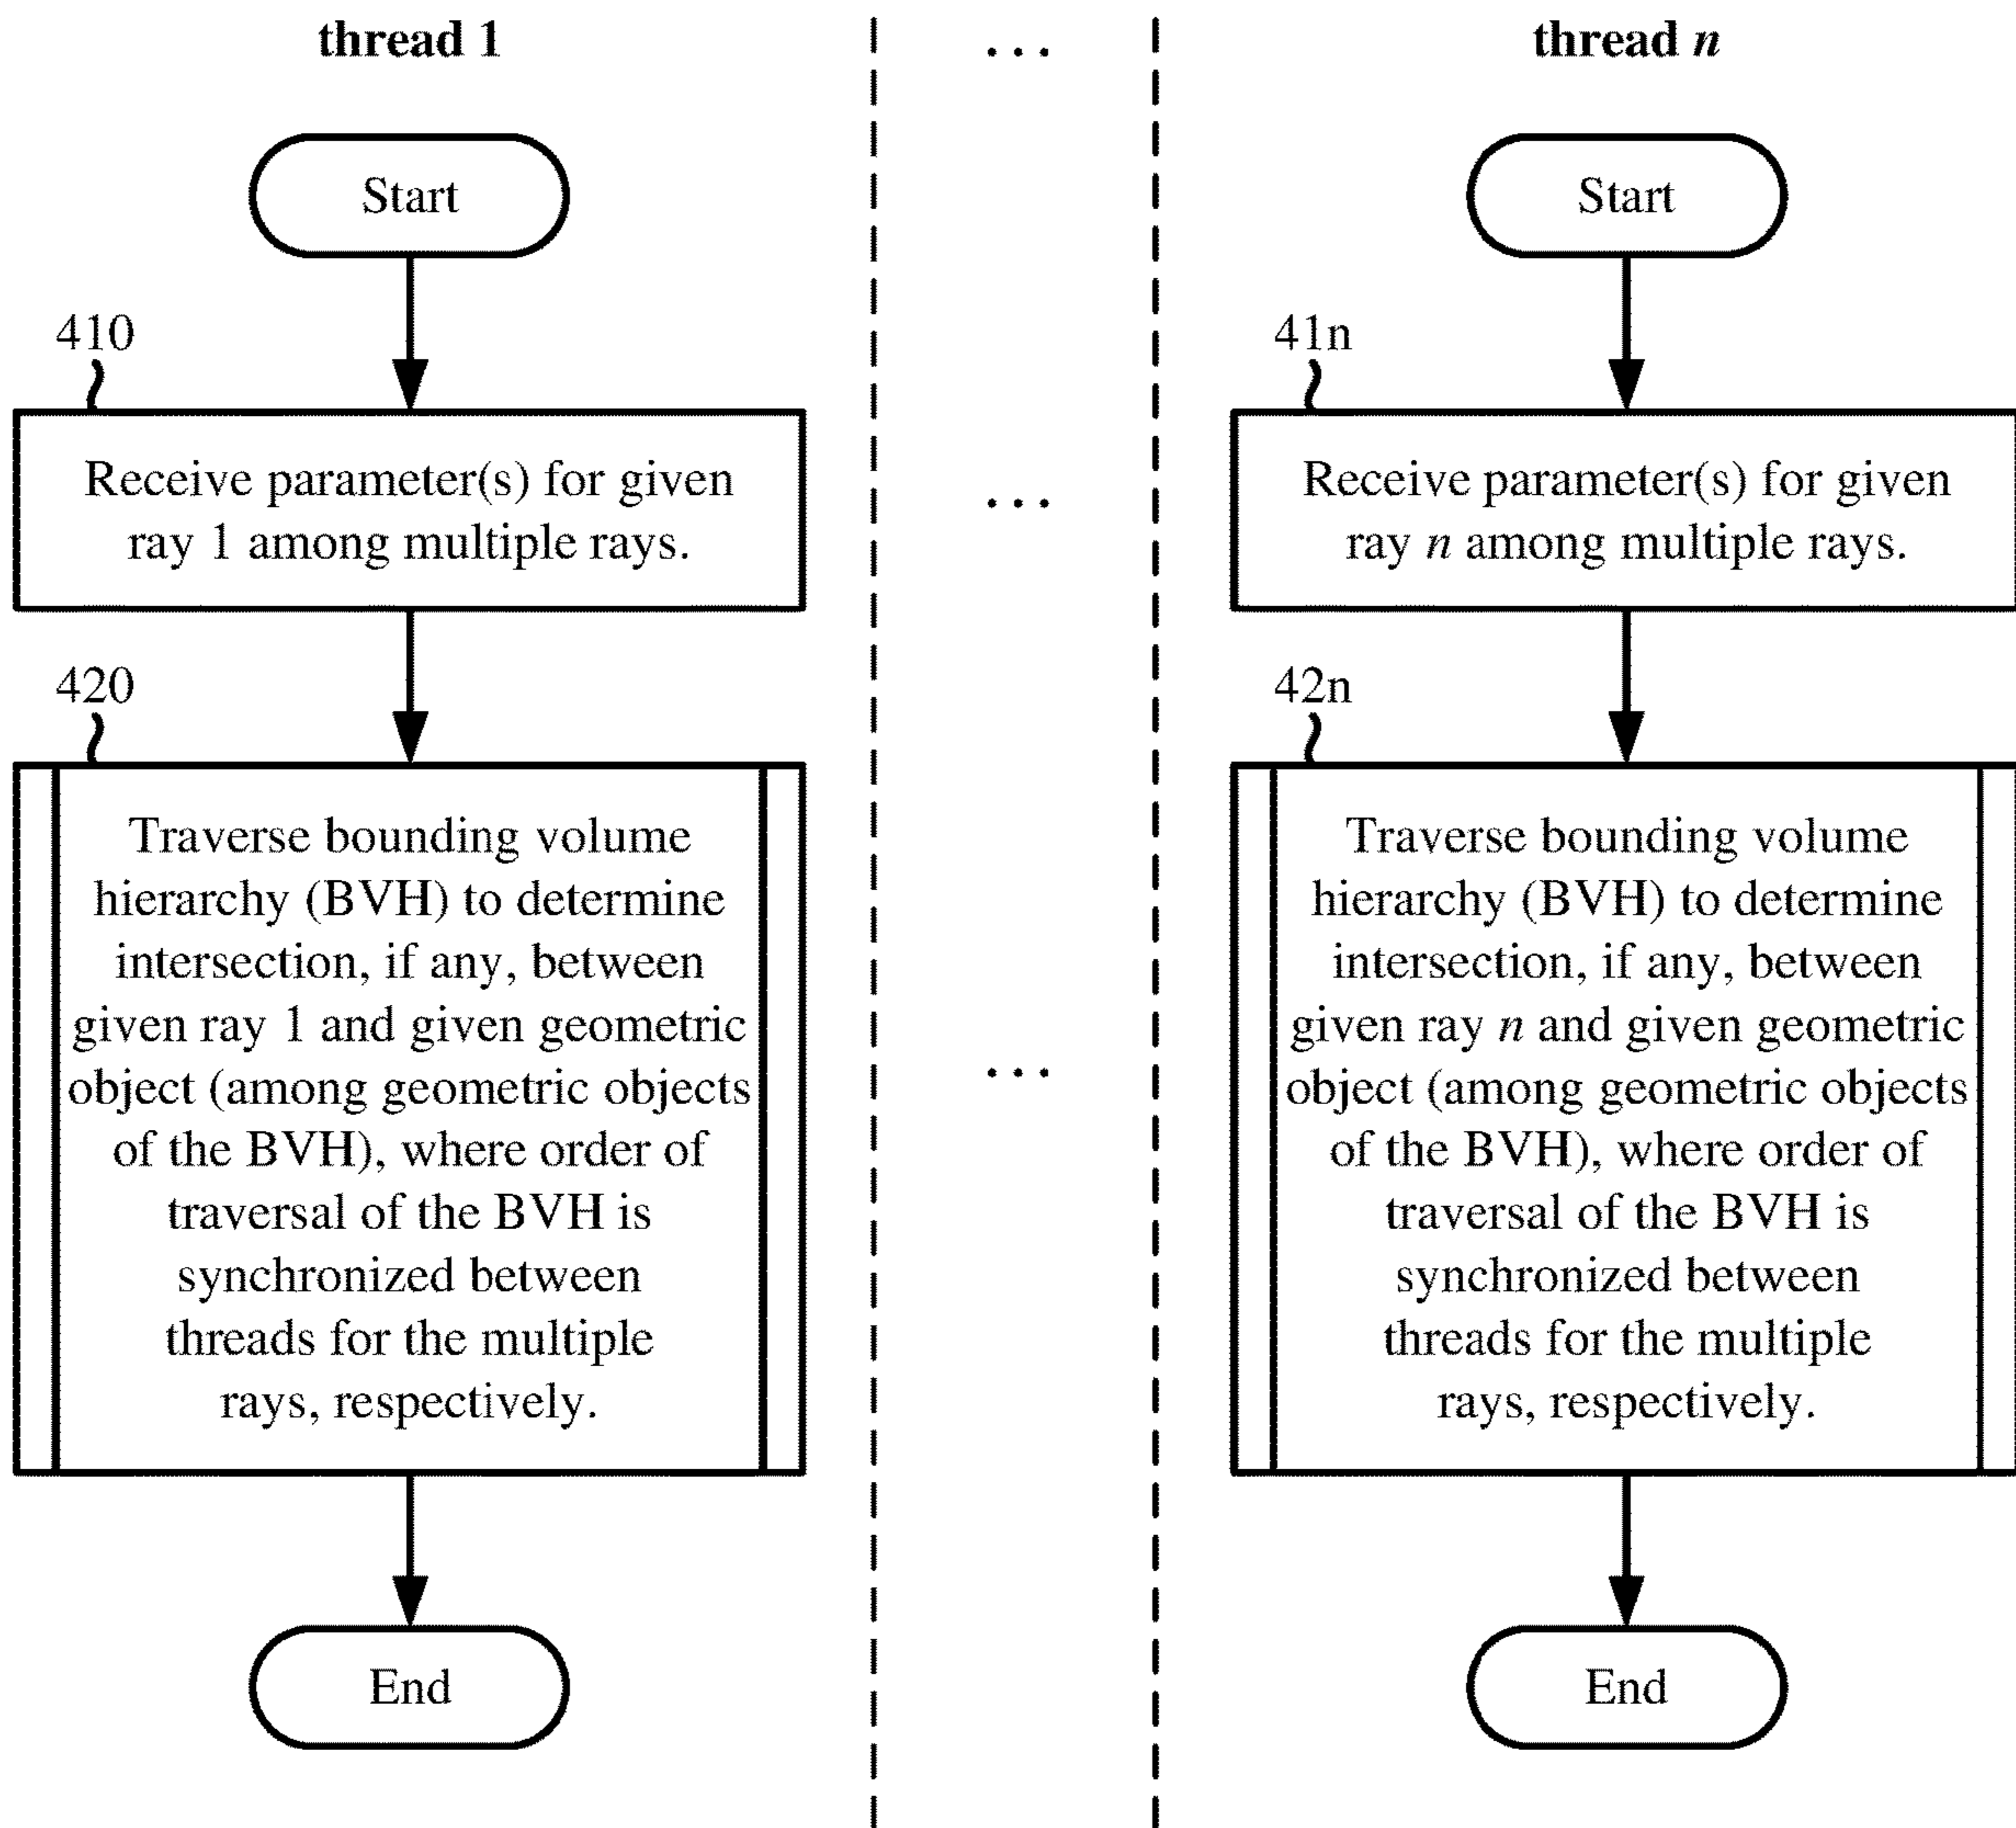 thread 1
Start
410
Receive parameter(s) for given
ray 1 among multiple rays.
420
Traverse bounding volume
hierarchy (BVH) to determine
intersection, if any, between
given ray 1 and given geometric
object (among geometric objects
of the BVH), where order of
traversal of the BVH is
synchronized between
threads for the multiple
rays, respectively.
End
...
...
...
thread n
Start
41n
Receive parameter(s) for given
ray n among multiple rays.
42n
Traverse bounding volume
hierarchy (BVH) to determine
intersection, if any, between
given ray n and given geometric
object (among geometric objects
of the BVH), where order of
traversal of the BVH is
synchronized between
threads for the multiple
rays, respectively.
End